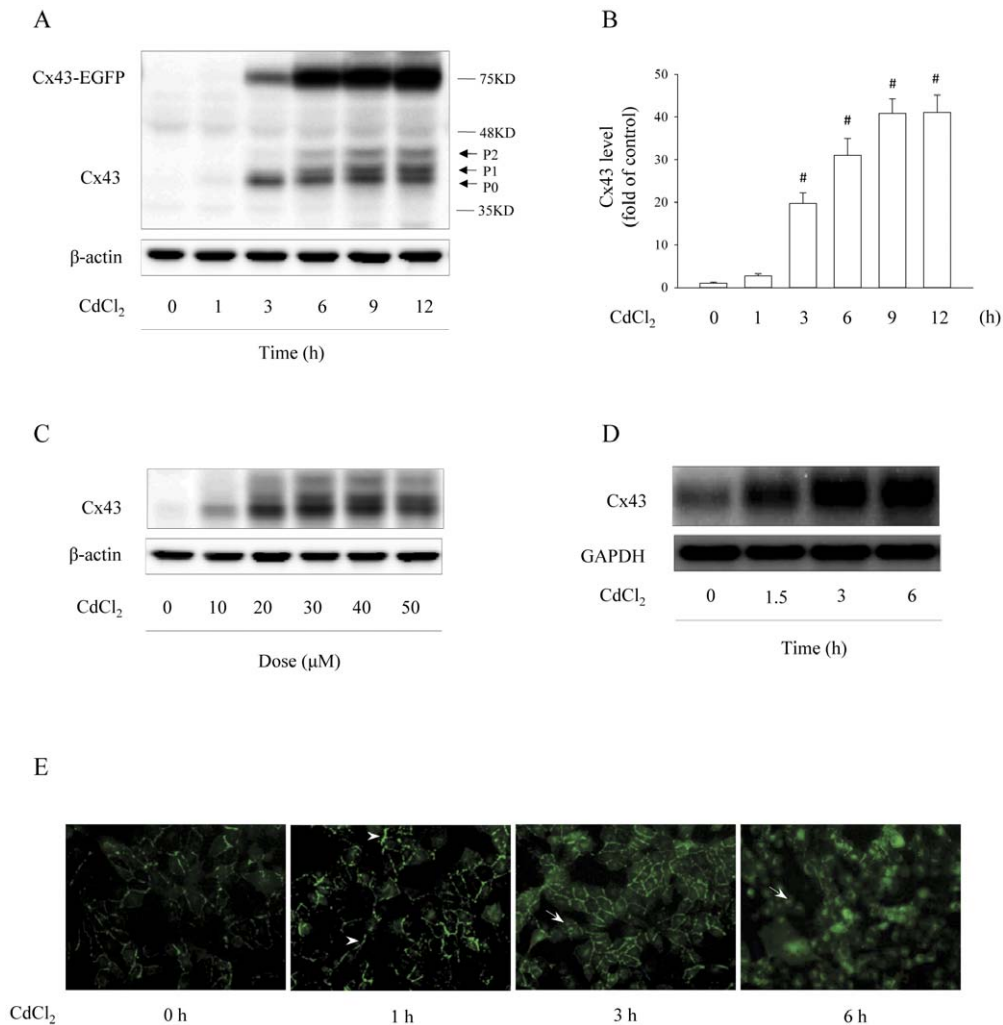 A
Cx43-EGFP
75KD
48KD
P2
P1
Cx43
P0
35KD
β-actin
CdCl₂ 0 1 3 6 9 12
Time (h)
B
50
40
30
20
10
0
Cx43 level
(fold of control)
# # # #
CdCl₂ 0 1 3 6 9 12 (h)
C
Cx43
β-actin
CdCl₂ 0 10 20 30 40 50
Dose (μM)
D
Cx43
GAPDH
CdCl₂ 0 1.5 3 6
Time (h)
E
CdCl₂ 0 h 1 h 3 h 6 h